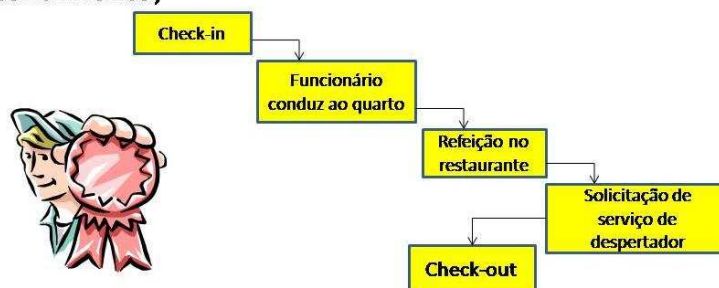 Check-in
Funcionário
conduz ao quarto
Refeição no
restaurante
Solicitação de
serviço de
despertador
Check-out